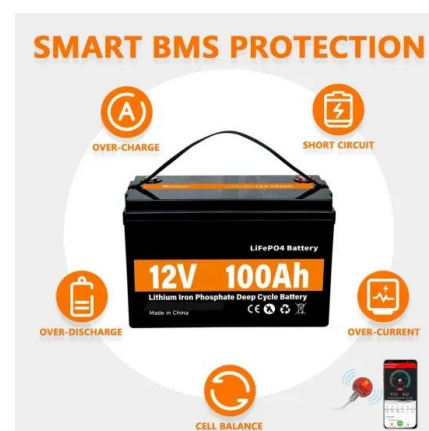 SMART BMS PROTECTION
A
OVER-CHARGE
SHORT CIRCUIT
LiFePO4 Battery
12V 100Ah
Lithium Iron Phosphate Deep Cycle Battery
Made in China
CE
OVER-DISCHARGE
OVER-CURRENT
CELL BALANCE